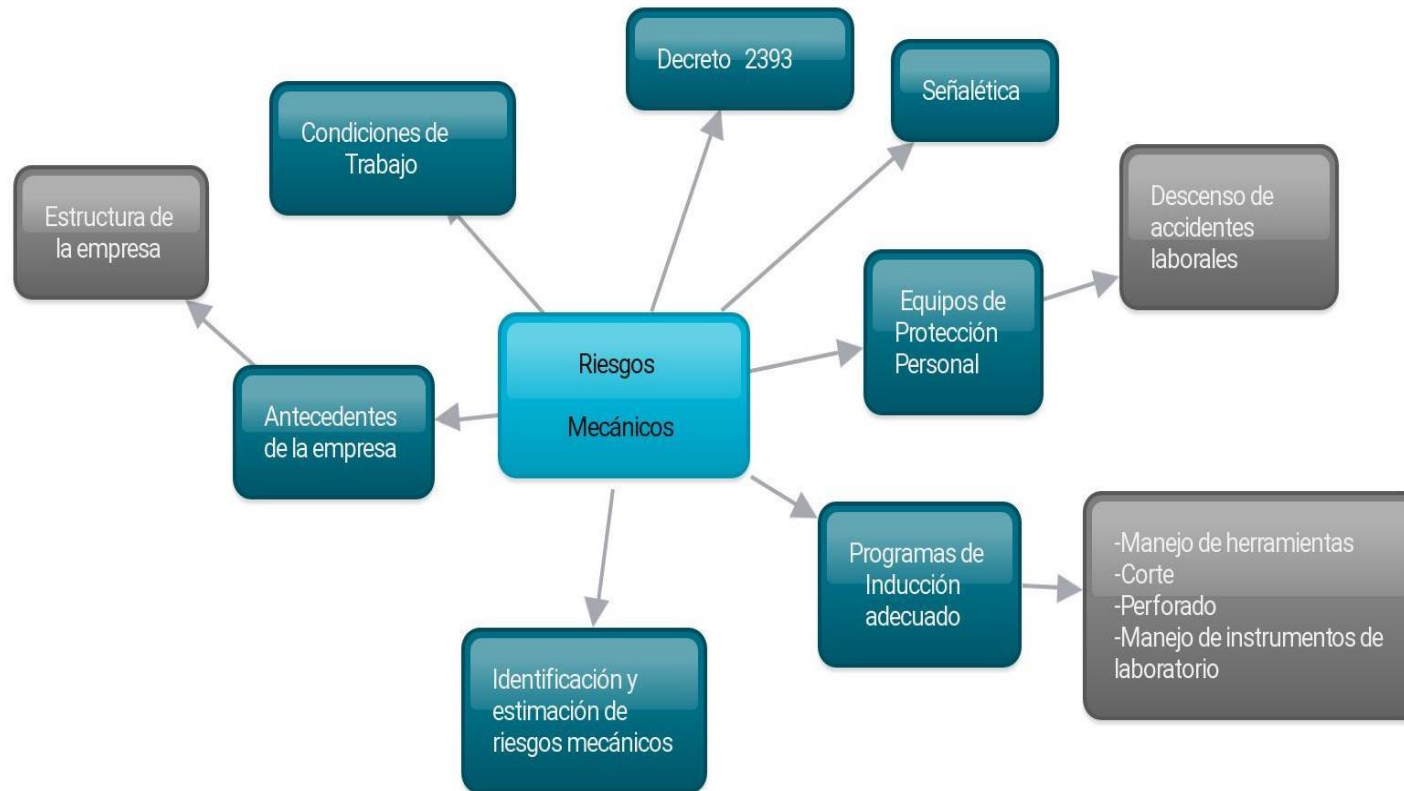 Decreto 2393
Señalética
Condiciones de
Trabajo
Estructura de
la empresa
Descenso de
accidentes
laborales
Equipos de
Protección
Personal
Riesgos
Mecánicos
Antecedentes
de la empresa
Programas de
Inducción
adecuado
-Manejo de herramientas
-Corte
-Perforado
-Manejo de instrumentos de
laboratorio
Identificación y
estimación de
riesgos mecánicos